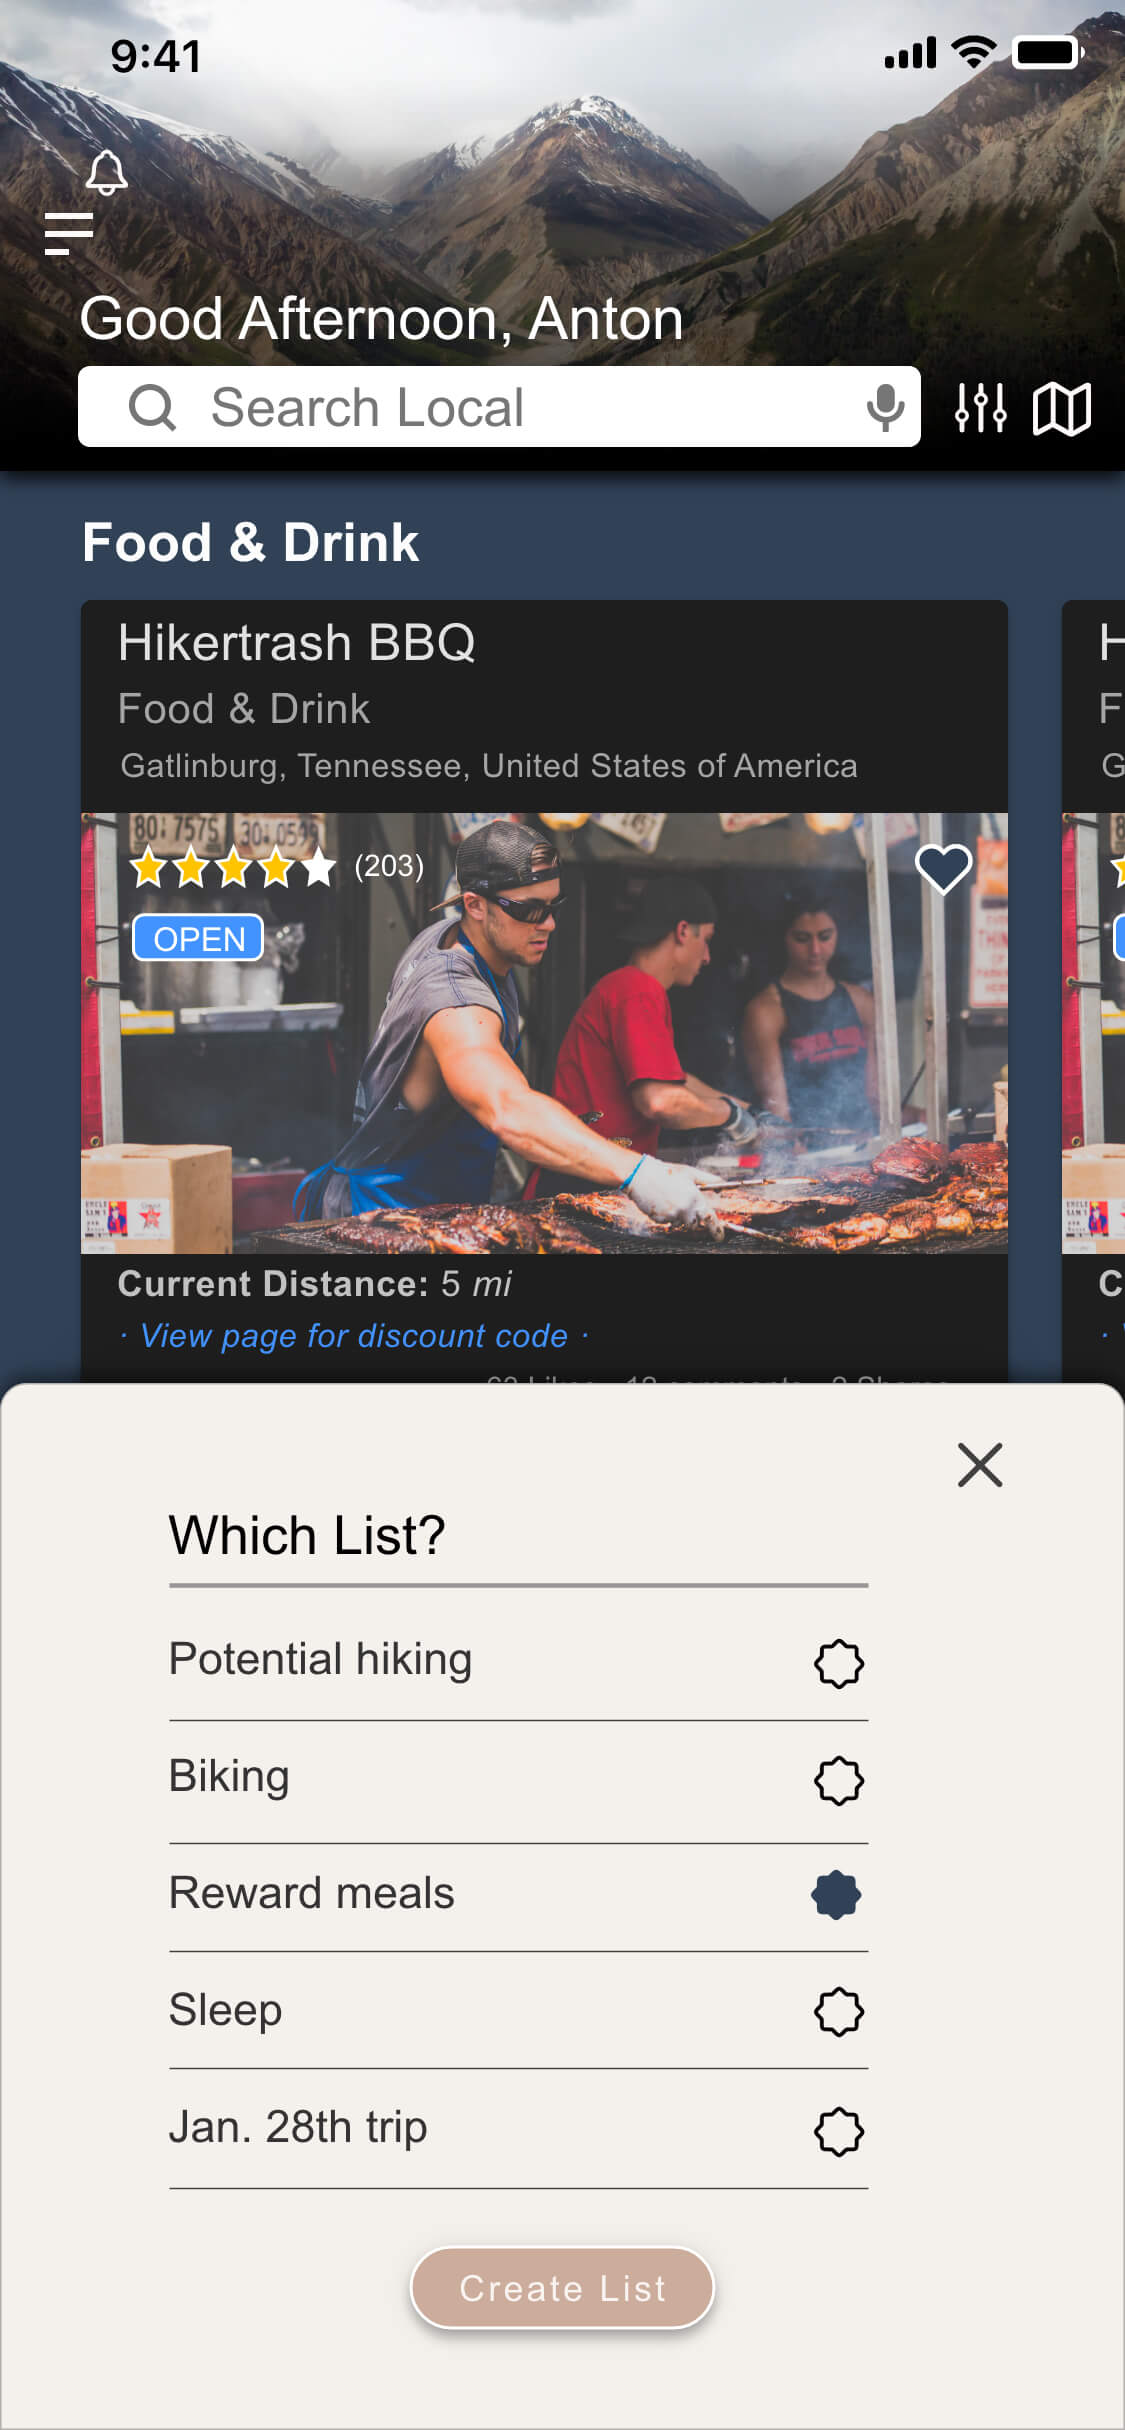 9:41
Good Afternoon, Anton
Search Local
Food & Drink
Hikertrash BBQ
Food & Drink
Gatlinburg, Tennessee, United States of America
(203)
OPEN
Current Distance: 5 mi
· View page for discount code ·
Which List?
Potential hiking
Biking
Reward meals
Sleep
Jan. 28th trip
Create List